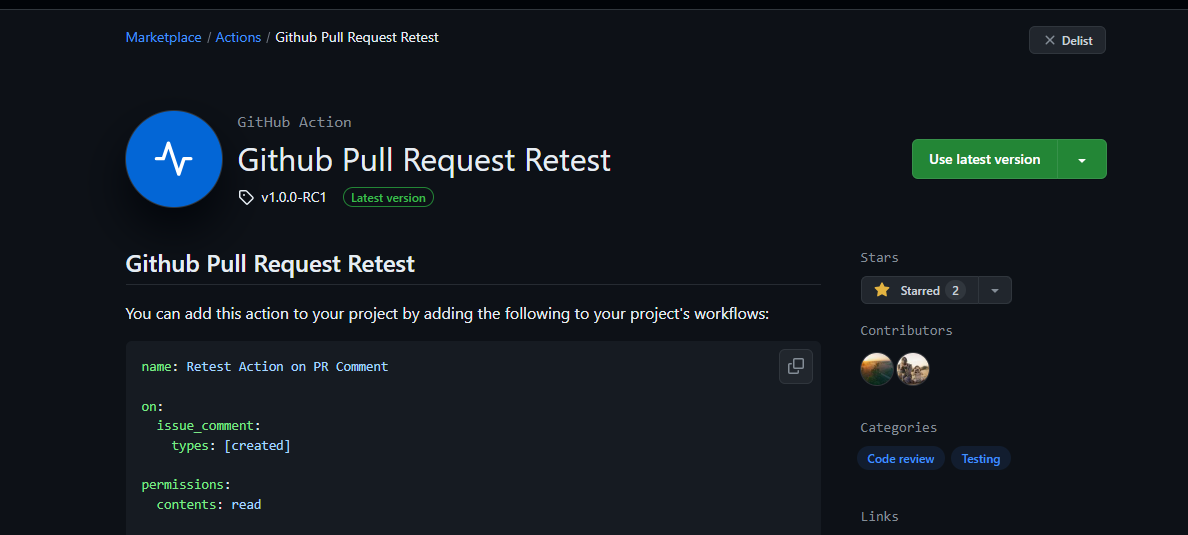 Marketplace / Actions / Github Pull Request Retest
Delist
GitHub Action
Github Pull Request Retest
v1.0.0-RC1 Latest version
Use latest version
Github Pull Request Retest
You can add this action to your project by adding the following to your project's workflows:
name: Retest Action on PR Comment
on:
issue_comment:
types: [created]
permissions:
contents: read
Stars
Starred 2
Contributors
Categories
Code review Testing
Links